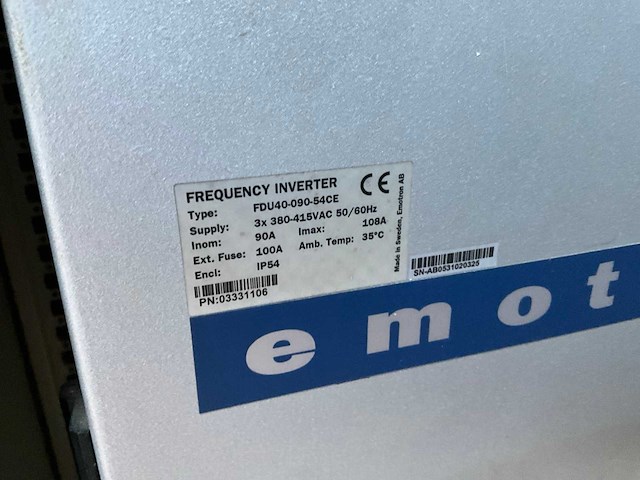 FREQUENCY INVERTER CE
Type: FDU40-090-54CE
Supply: 3x 380-415VAC 50/60Hz
Inom: 90A Imax: 108A
Ext. Fuse: 100A Amb. Temp: 35°C
Encl: IP54
PN:03331106
Made in Sweden, Emotron AB
SN-AB0531020325
emot